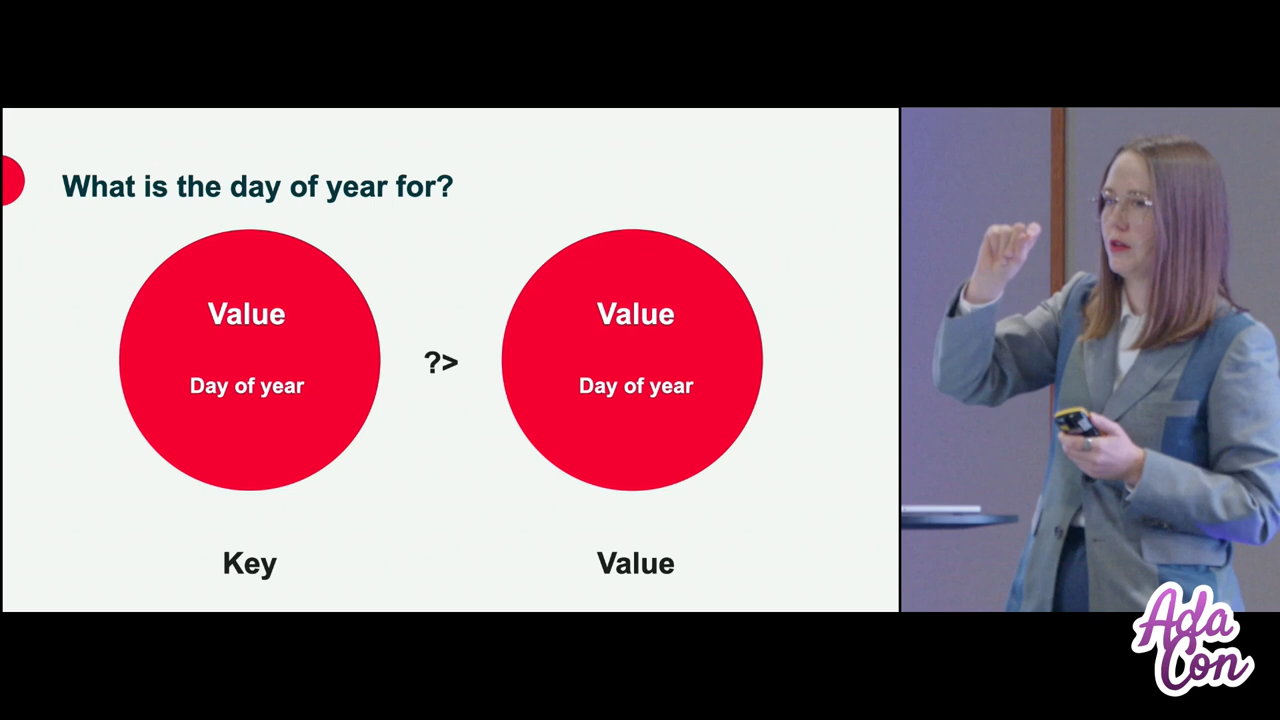 What is the day of year for?
Value
Day of year
?>
Value
Day of year
Key
Value
Ada
Con